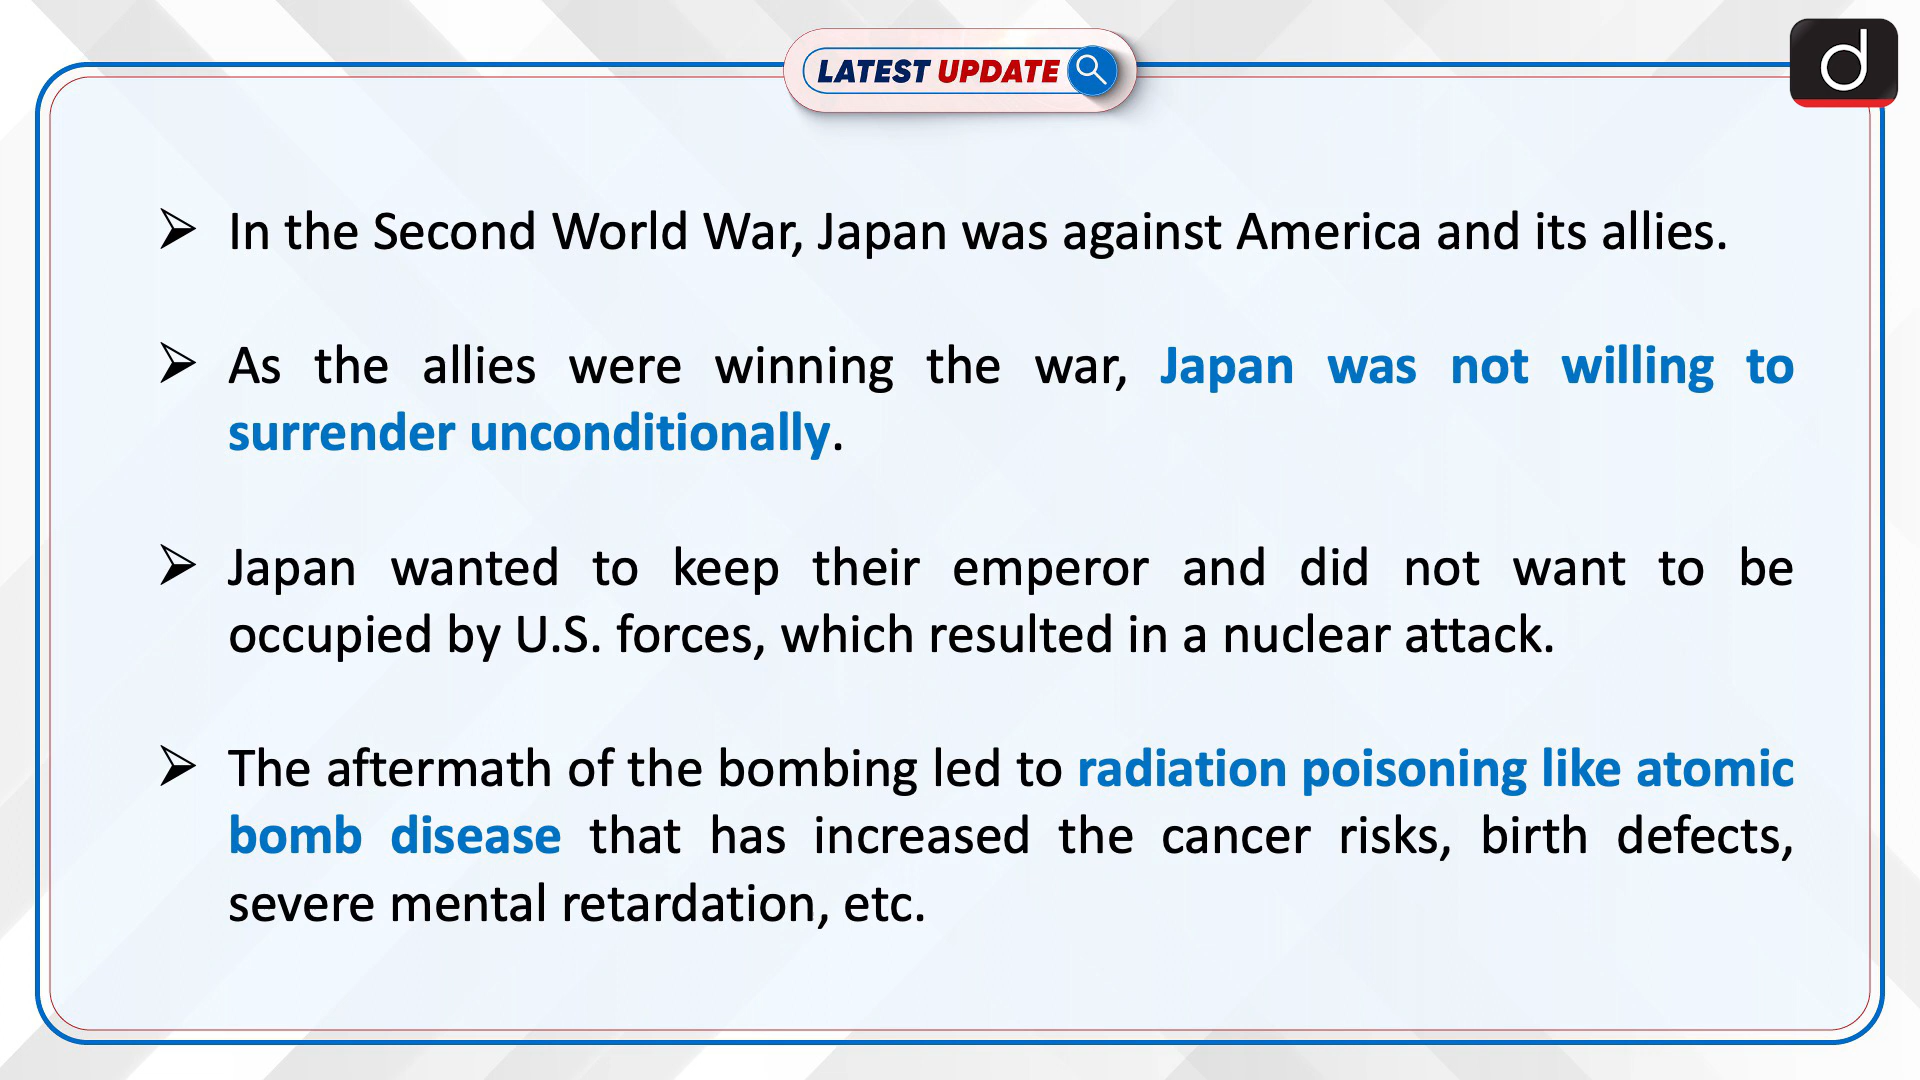 LATEST UPDATE
d
➢ In the Second World War, Japan was against America and its allies.
➢ As the allies were winning the war, Japan was not willing to
surrender unconditionally.
➢ Japan wanted to keep their emperor and did not want to be
occupied by U.S. forces, which resulted in a nuclear attack.
➢ The aftermath of the bombing led to radiation poisoning like atomic
bomb disease that has increased the cancer risks, birth defects,
severe mental retardation, etc.